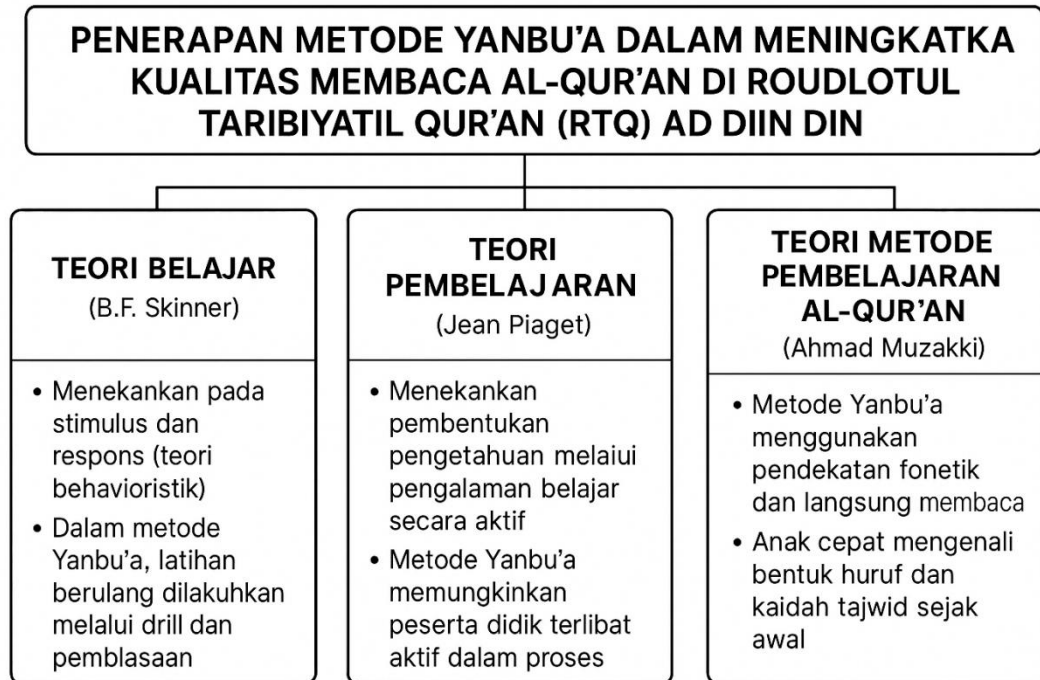 PENERAPAN METODE YANBU'A DALAM MENINGKATKA
KUALITAS MEMBACA AL-QUR'AN DI ROUDLOTUL
TARIBIYATIL QUR'AN (RTQ) AD DIIN DIN
TEORI BELAJAR
(B.F. Skinner)
• Menekankan pada
stimulus dan
respons (teori
behavioristik)
• Dalam metode
Yanbu'a, latihan
berulang dilakuhkan
melalui drill dan
pemblasaan
TEORI
PEMBELAJARAN
(Jean Piaget)
• Menekankan
pembentukan
pengetahuan melaiui
pengalaman belajar
secara aktif
• Metode Yanbu'a
memungkinkan
peserta didik terlibat
aktif dalam proses
TEORI METODE
PEMBELAJARAN
AL-QUR'AN
(Ahmad Muzakki)
• Metode Yanbu'a
menggunakan
pendekatan fonetik
dan langsung membaca
• Anak cepat mengenali
bentuk huruf dan
kaidah tajwid sejak
awal